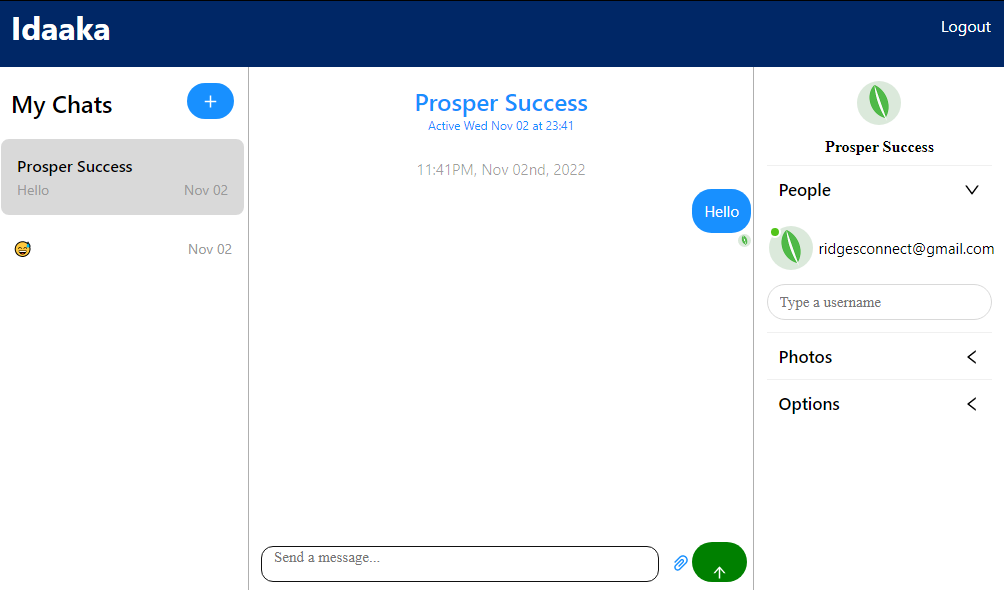 Idaaka
Logout
My Chats
+
Prosper Success
Hello
Nov 02
😅
Nov 02
Prosper Success
Active Wed Nov 02 at 23:41
11:41PM, Nov 02nd, 2022
Hello
Send a message...
Prosper Success
People
ridgesconnect@gmail.com
Type a username
Photos
Options